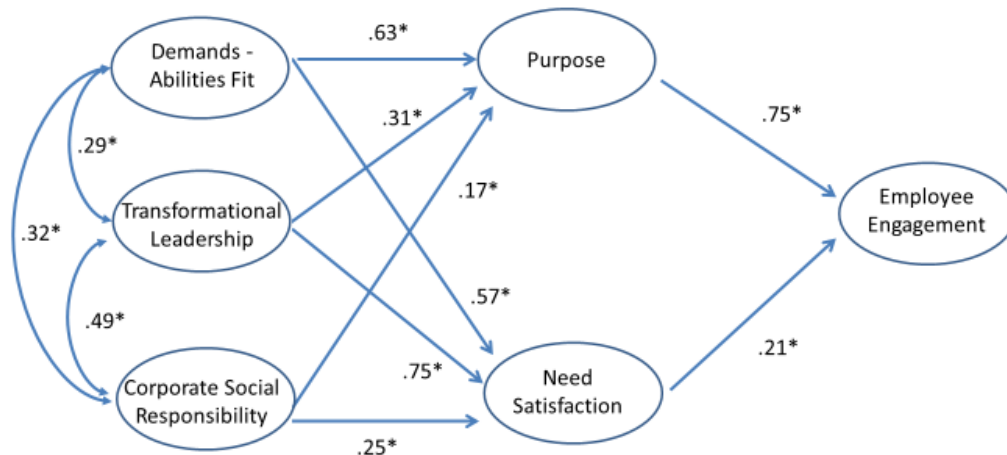 Demands -
Abilities Fit
.63*
Purpose
.31*
.75*
.29*
.17*
Transformational
Leadership
Employee
Engagement
.32*
.57*
.49*
.21*
.75*
Need
Satisfaction
Corporate Social
Responsibility
.25*